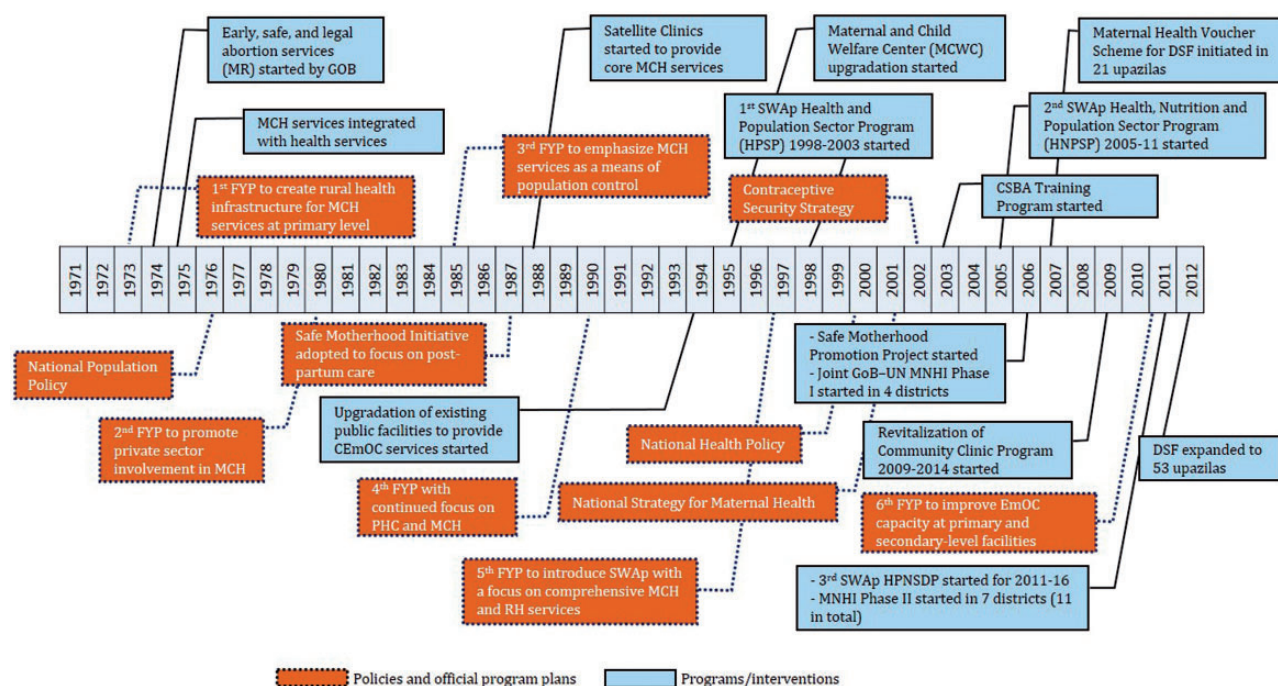 Early, safe, and legal
abortion services
(MR) started by GOB
Satellite Clinics
started to provide
core MCH services
Maternal and Child
Welfare Center (MCWC)
upgradation started
Maternal Health Voucher
Scheme for DSF initiated in
21 upazilas
MCH services integrated
with health services
1st SWAp Health and
Population Sector Program
(HPSP) 1998-2003 started
2nd SWAp Health, Nutrition and
Population Sector Program
(HNPSP) 2005-11 started
3rd FYP to emphasize MCH
services as a means of
population control
1st FYP to create rural health
infrastructure for MCH
services at primary level
Contraceptive
Security Strategy
CSBA Training
Program started
1971
1972
1973
1974
1975
1976
1977
1978
1979
1980
1981
1982
1983
1984
1985
1986
1987
1988
1989
1990
1991
1992
1993
1994
1995
1996
1997
1998
1999
2000
2001
2002
2003
2004
2005
2006
2007
2008
2009
2010
2011
2012
National Population
Policy
Safe Motherhood Initiative
adopted to focus on post-
partum care
- Safe Motherhood
Promotion Project started
- Joint GoB–UN MNHI Phase
I started in 4 districts
2nd FYP to promote
private sector
involvement in MCH
Upgradation of existing
public facilities to provide
CEmOC services started
National Health Policy
Revitalization of
Community Clinic Program
2009-2014 started
DSF expanded to
53 upazilas
4th FYP with
continued focus on
PHC and MCH
National Strategy for Maternal Health
6th FYP to improve EmOC
capacity at primary and
secondary-level facilities
5th FYP to introduce SWAp with
a focus on comprehensive MCH
and RH services
- 3rd SWAp HPNSDP started for 2011-16
- MNHI Phase II started in 7 districts (11
in total)
Policies and official program plans
Programs/interventions